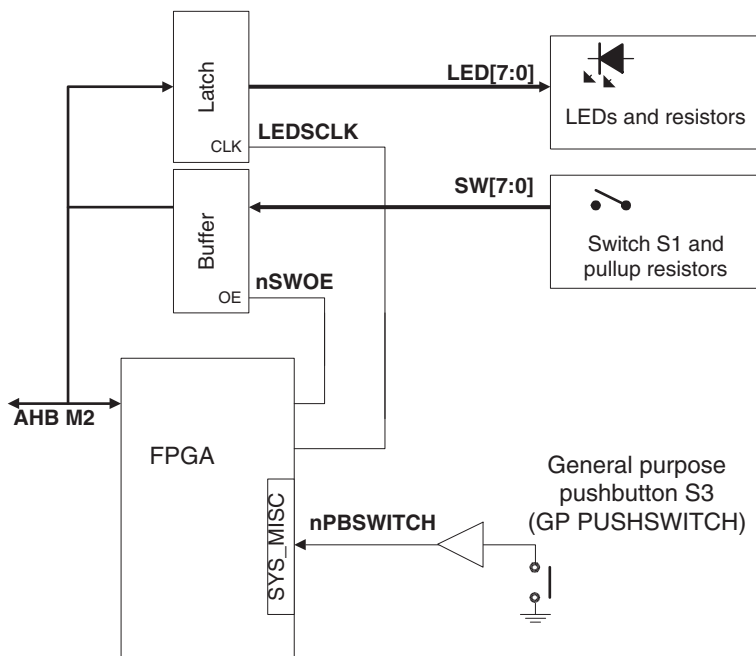 Latch
CLK
LED[7:0]
LEDs and resistors
LEDSCLK
Buffer
OE
SW[7:0]
Switch S1 and
pullup resistors
nSWOE
AHB M2
FPGA
SYS_MISC
nPBSWITCH
General purpose
pushbutton S3
(GP PUSHSWITCH)